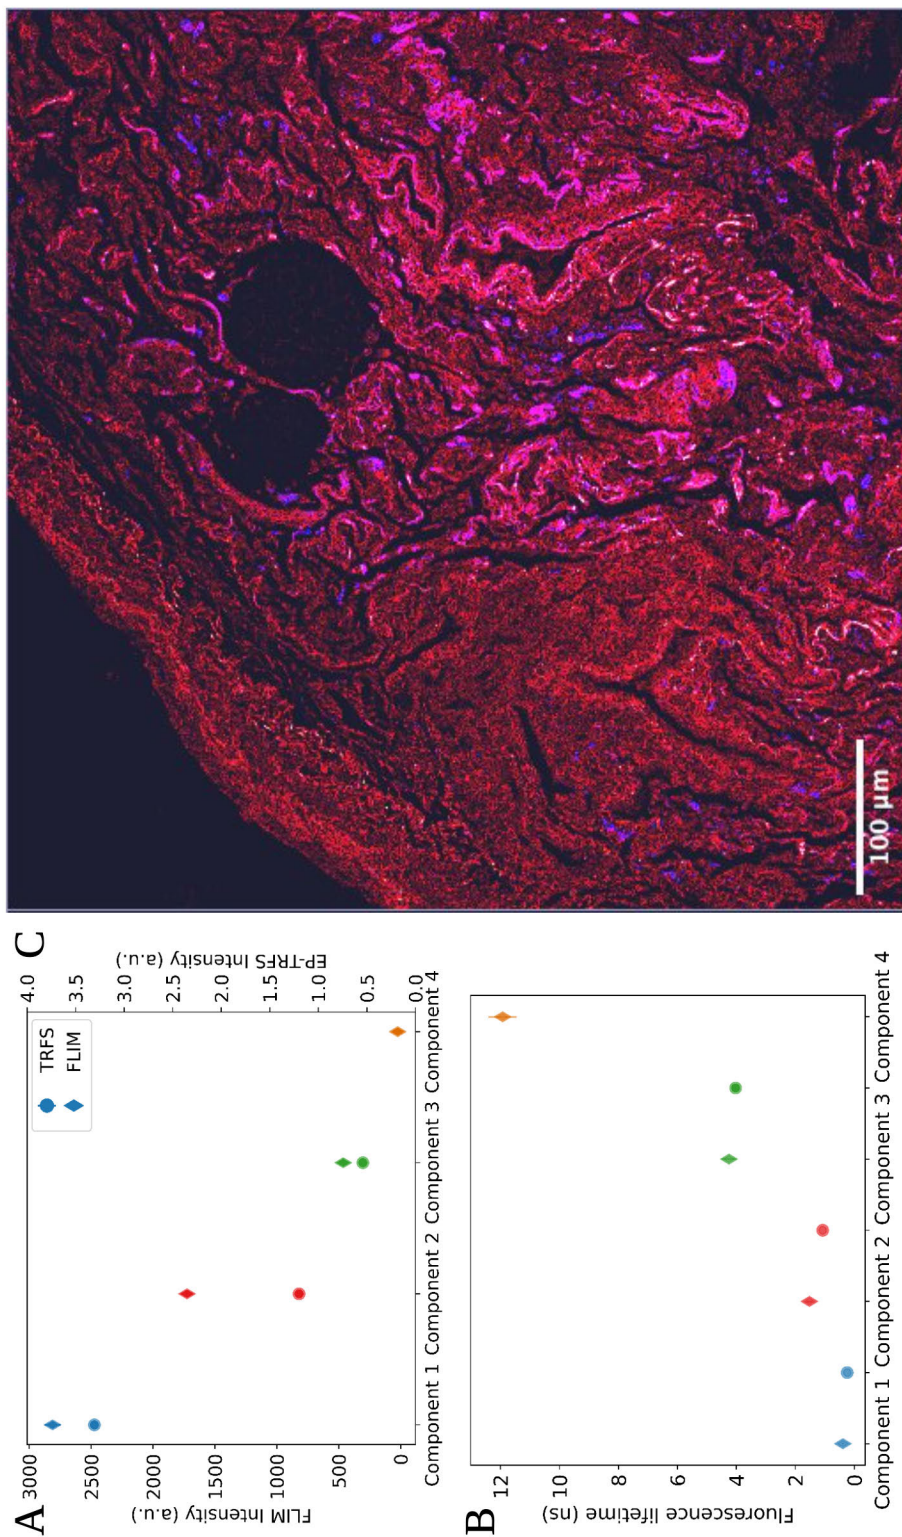 A
3000
2500
2000
1500
1000
500
0
FLIM Intensity (a.u.)
TRFS
FLIM
4.0
3.5
3.0
2.5
2.0
1.5
1.0
0.5
0.0
EP-TRFS Intensity (a.u.)
Component 1 Component 2 Component 3 Component 4
B
12
10
8
6
4
2
0
Fluorescence lifetime (ns)
Component 1 Component 2 Component 3 Component 4
C
100 µm